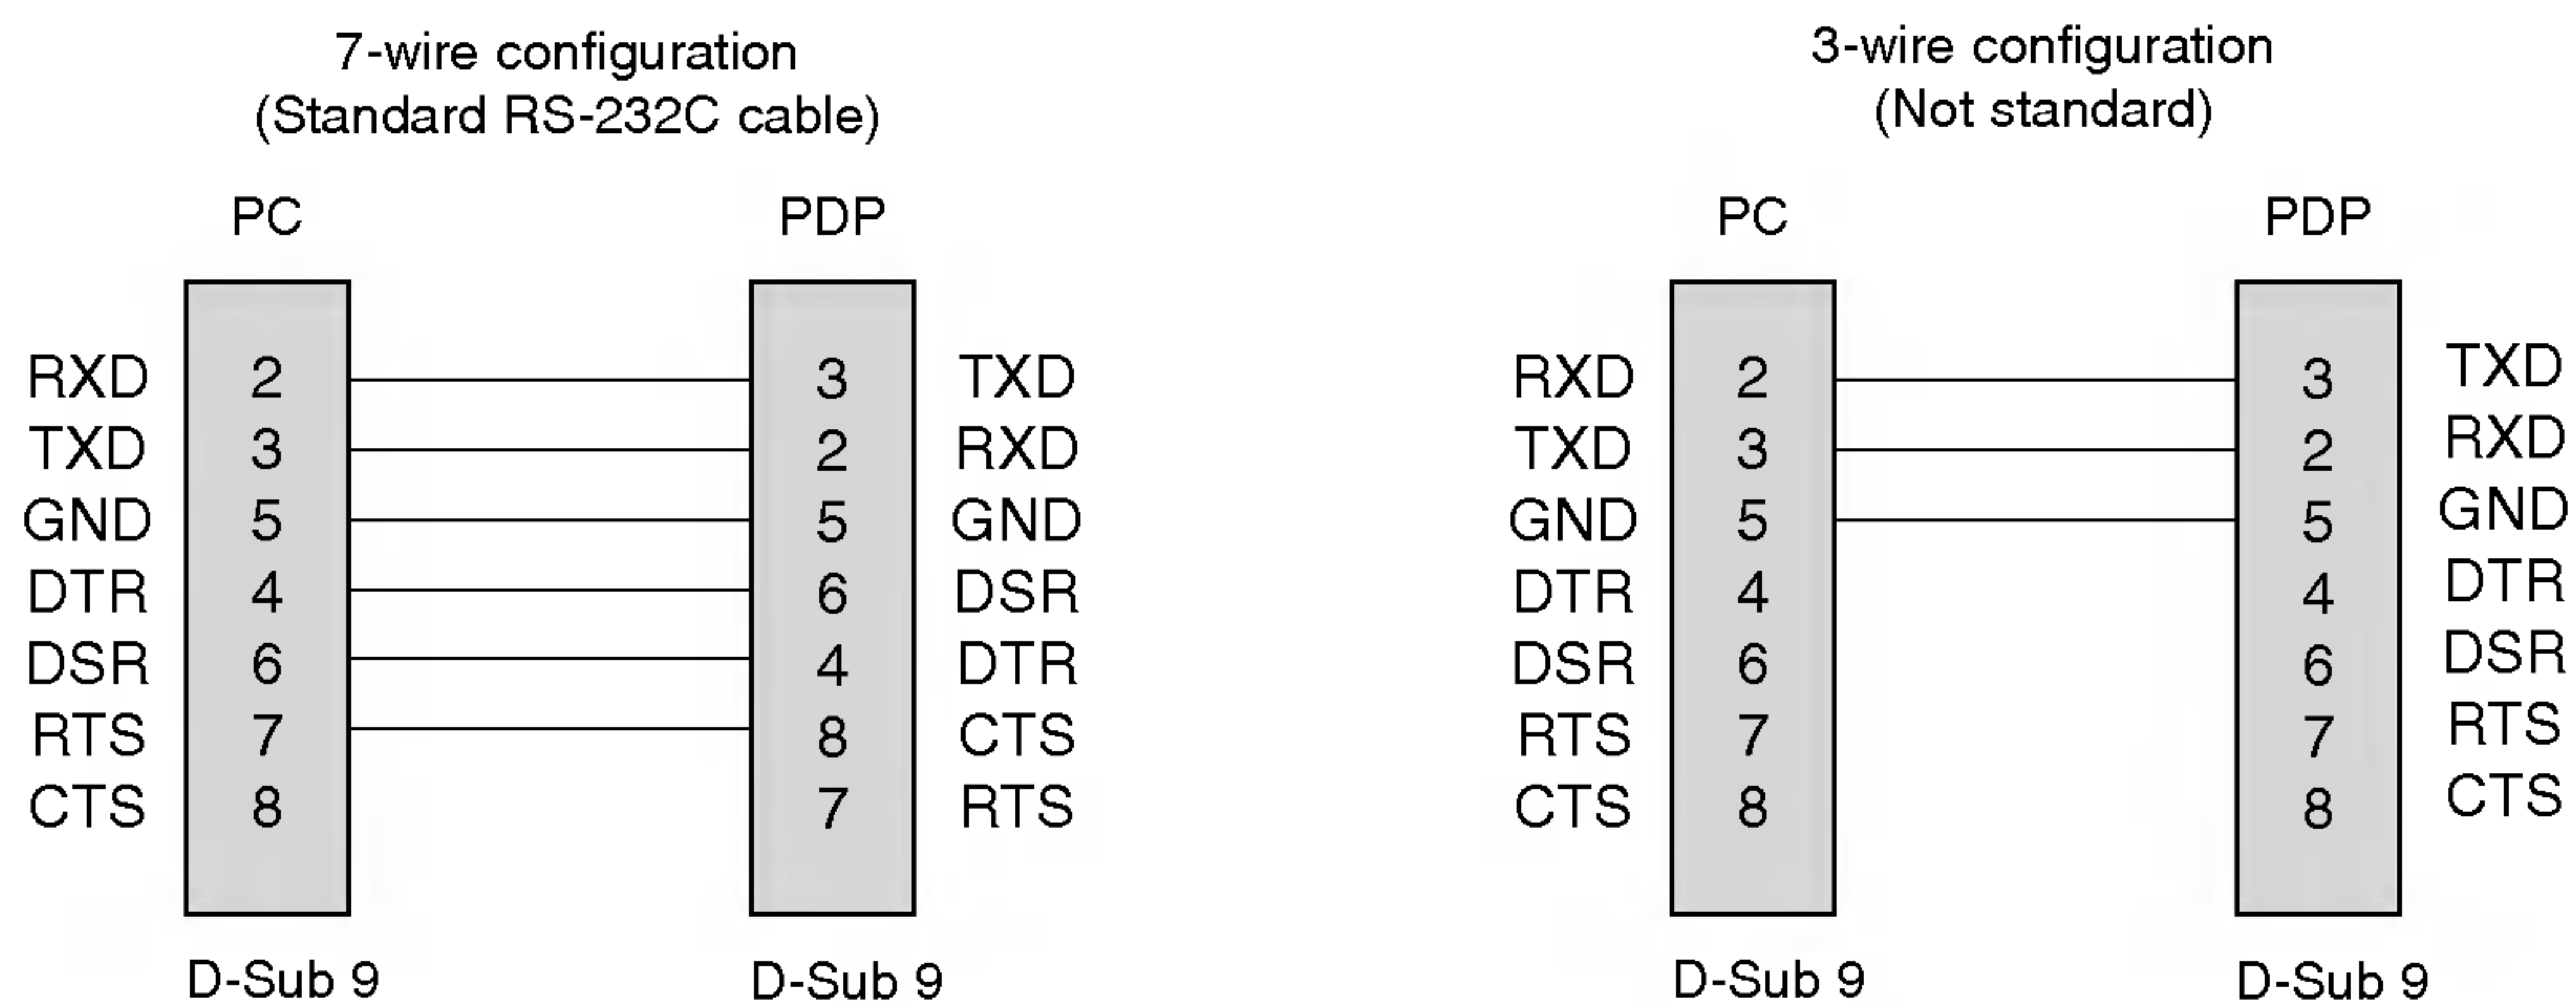 7-wire configuration
(Standard RS-232C cable)
PC PDP
RXD 2 3 TXD
TXD 3 2 RXD
GND 5 5 GND
DTR 4 6 DSR
DSR 6 4 DTR
RTS 7 8 CTS
CTS 8 7 RTS
D-Sub 9 D-Sub 9
3-wire configuration
(Not standard)
PC PDP
RXD 2 3 TXD
TXD 3 2 RXD
GND 5 5 GND
DTR 4 4 DTR
DSR 6 6 DSR
RTS 7 7 RTS
CTS 8 8 CTS
D-Sub 9 D-Sub 9